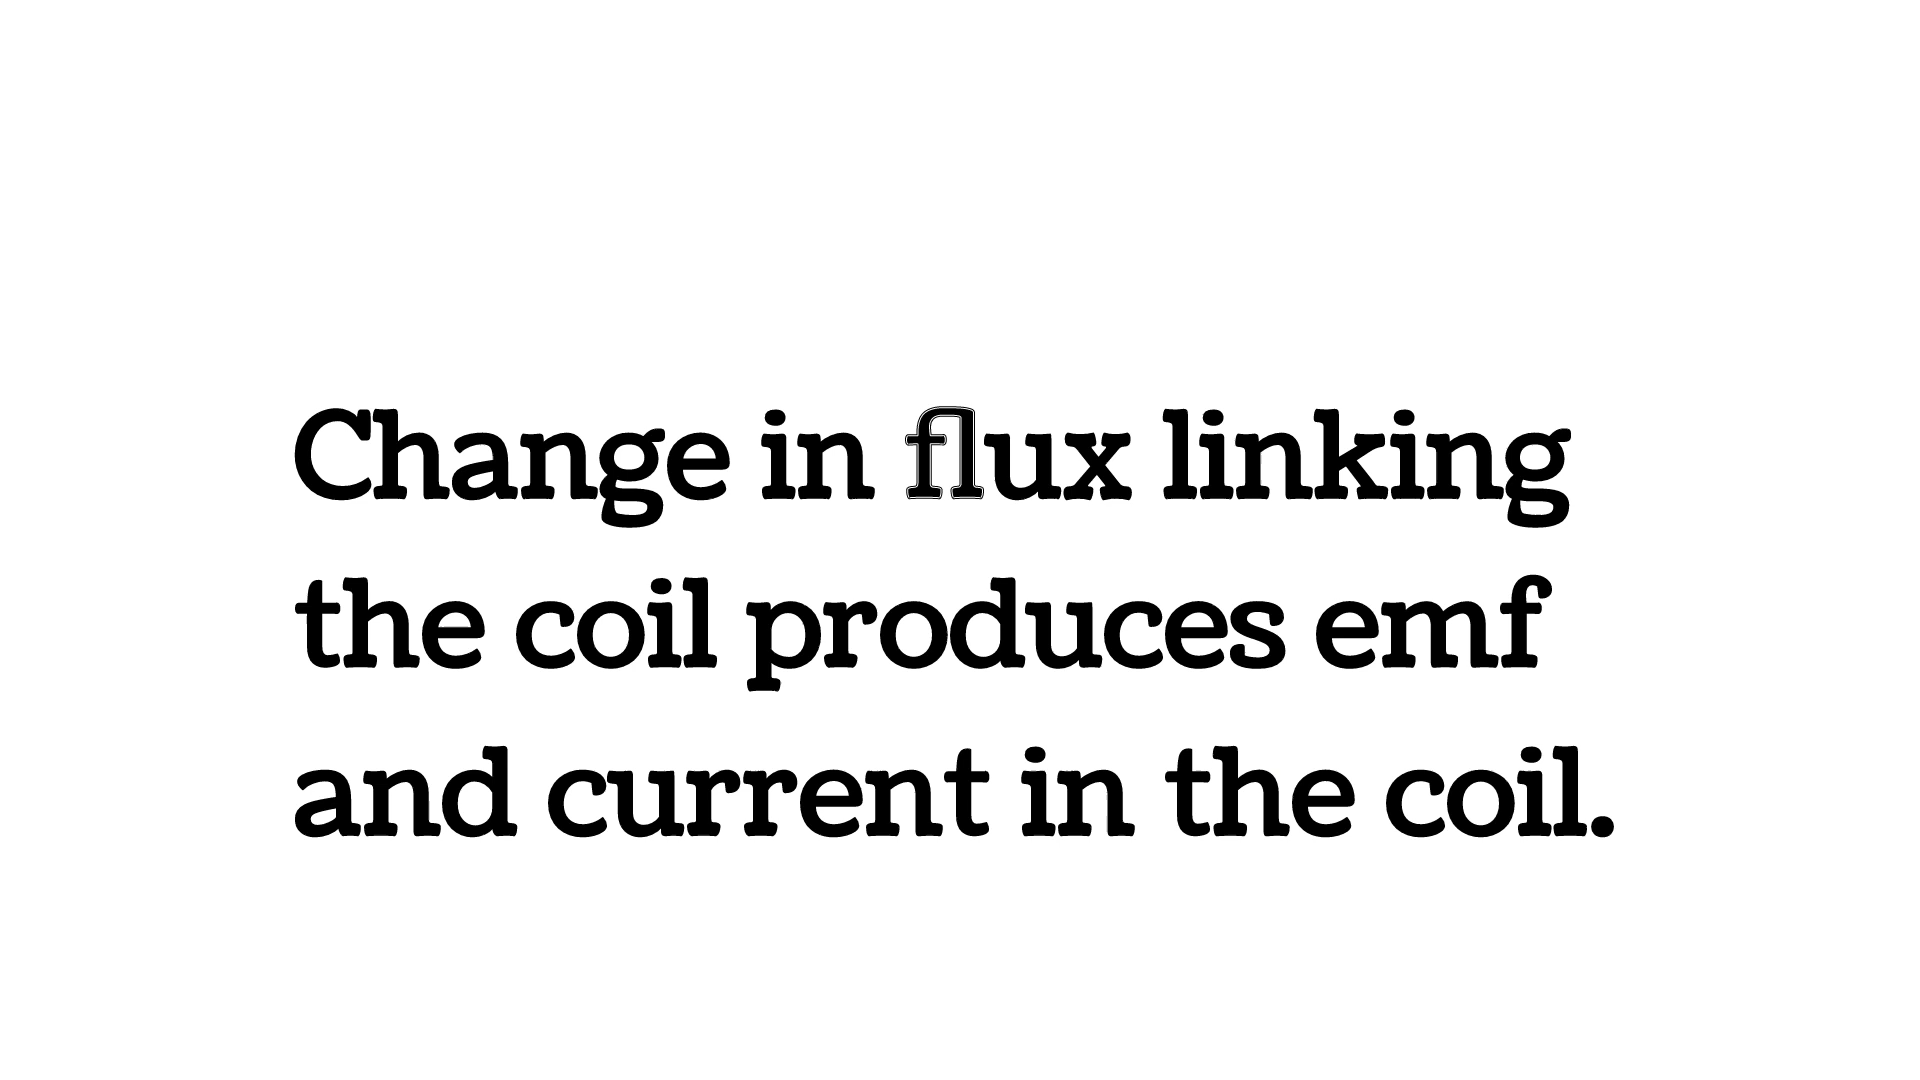 Change in flux linking
the coil produces emf
and current in the coil.